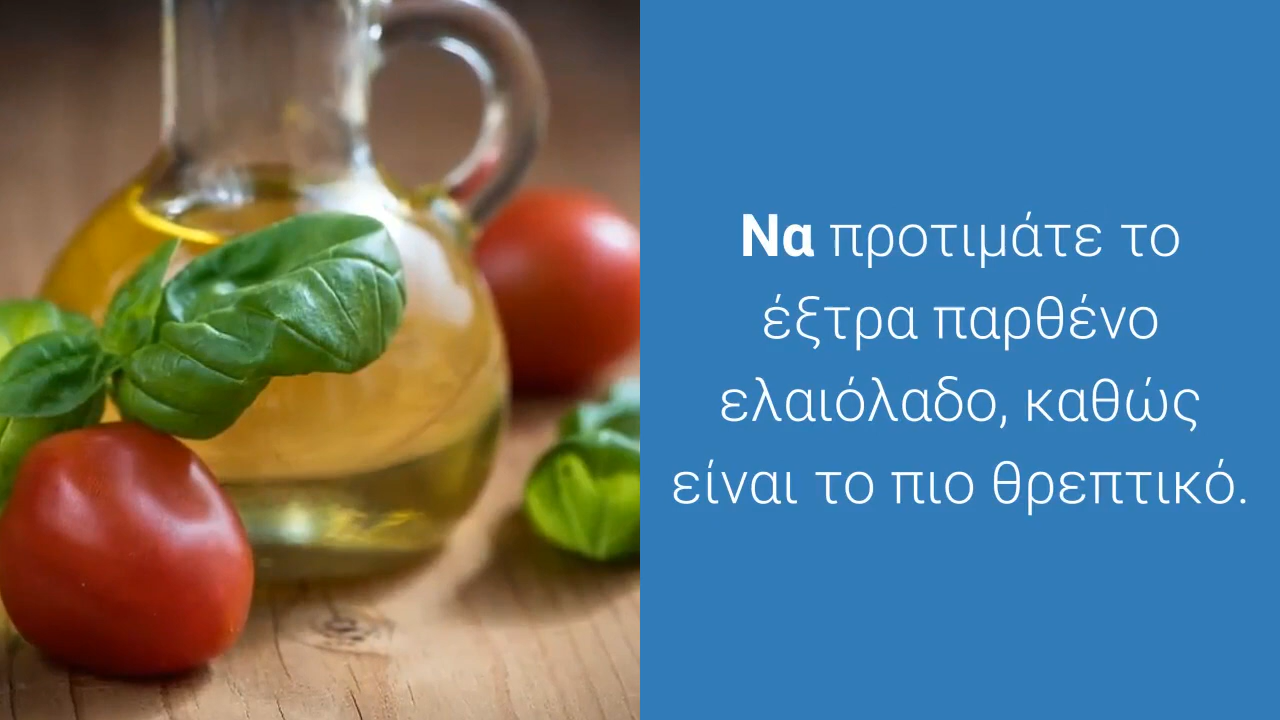 Να προτιμάτε το
έξτρα παρθένο
ελαιόλαδο, καθώς
είναι το πιο θρεπτικό.